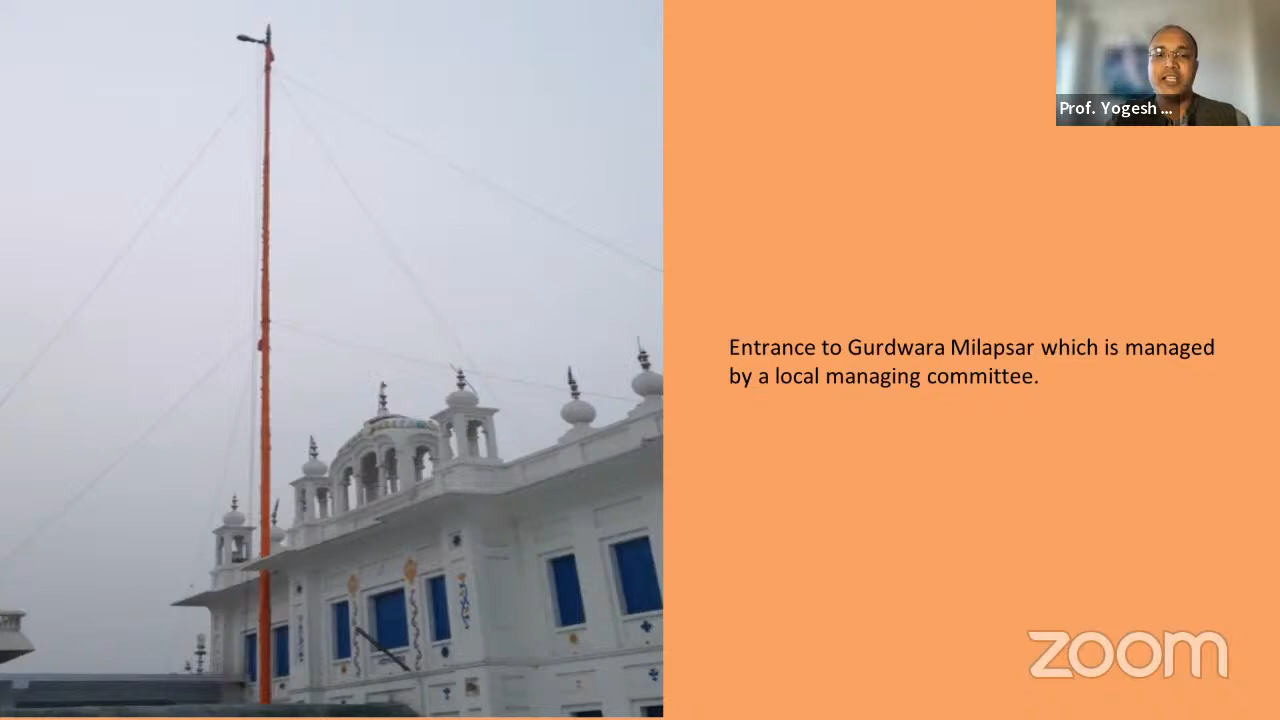 Prof. Yogesh ...
Entrance to Gurdwara Milapsar which is managed
by a local managing committee.
zoom